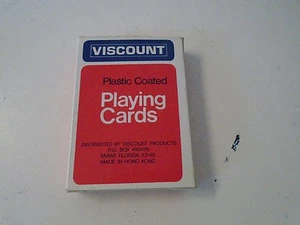 VISCOUNT
Plastic Coated
Playing
Cards
DISTRIBUTED BY VISCOUNT PRODUCTS
P.O. BOX
MIAMI FLORIDA
MADE IN HONG KONG